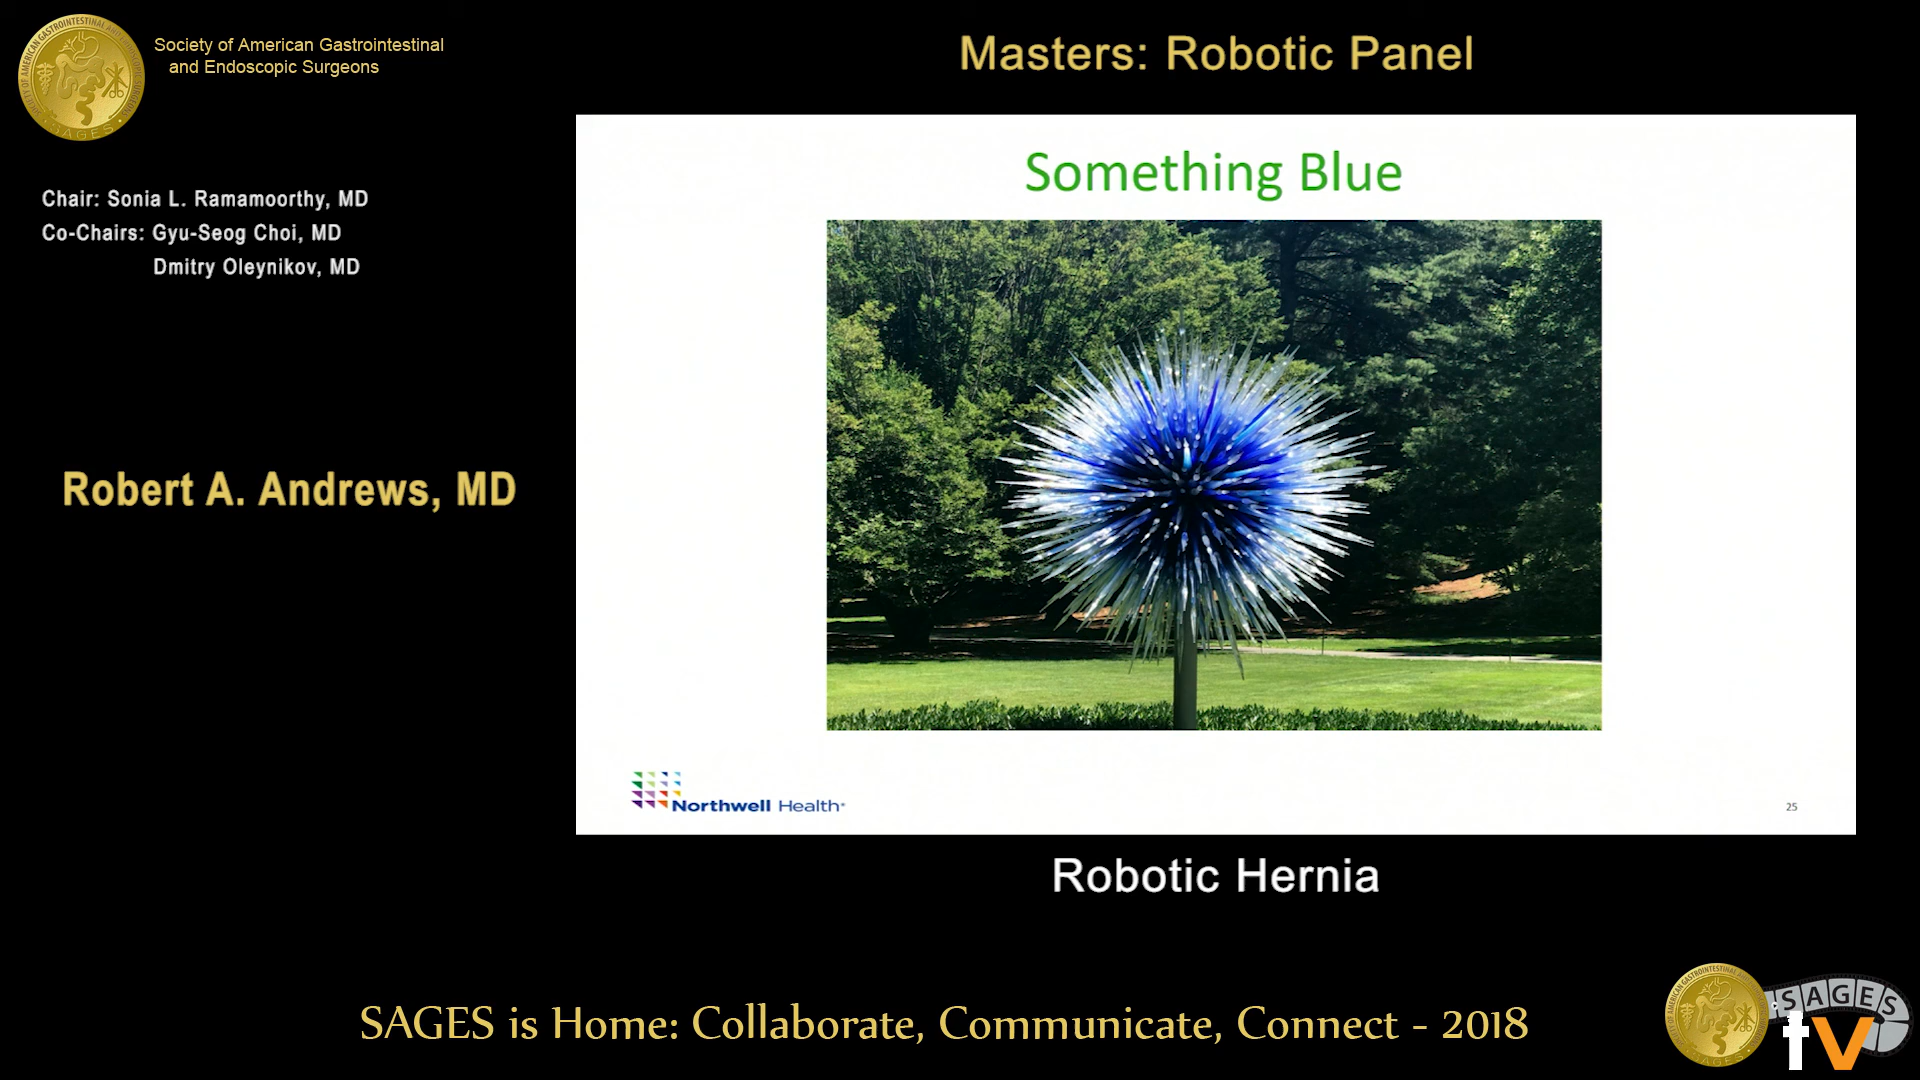 Society of American Gastrointestinal
and Endoscopic Surgeons
Masters: Robotic Panel
Chair: Sonia L. Ramamoorthy, MD
Co-Chairs: Gyu-Seog Choi, MD
Dmitry Oleynikov, MD
Robert A. Andrews, MD
Something Blue
Northwell Health
25
Robotic Hernia
SAGES is Home: Collaborate, Communicate, Connect - 2018
SAGES
SAGES
tv